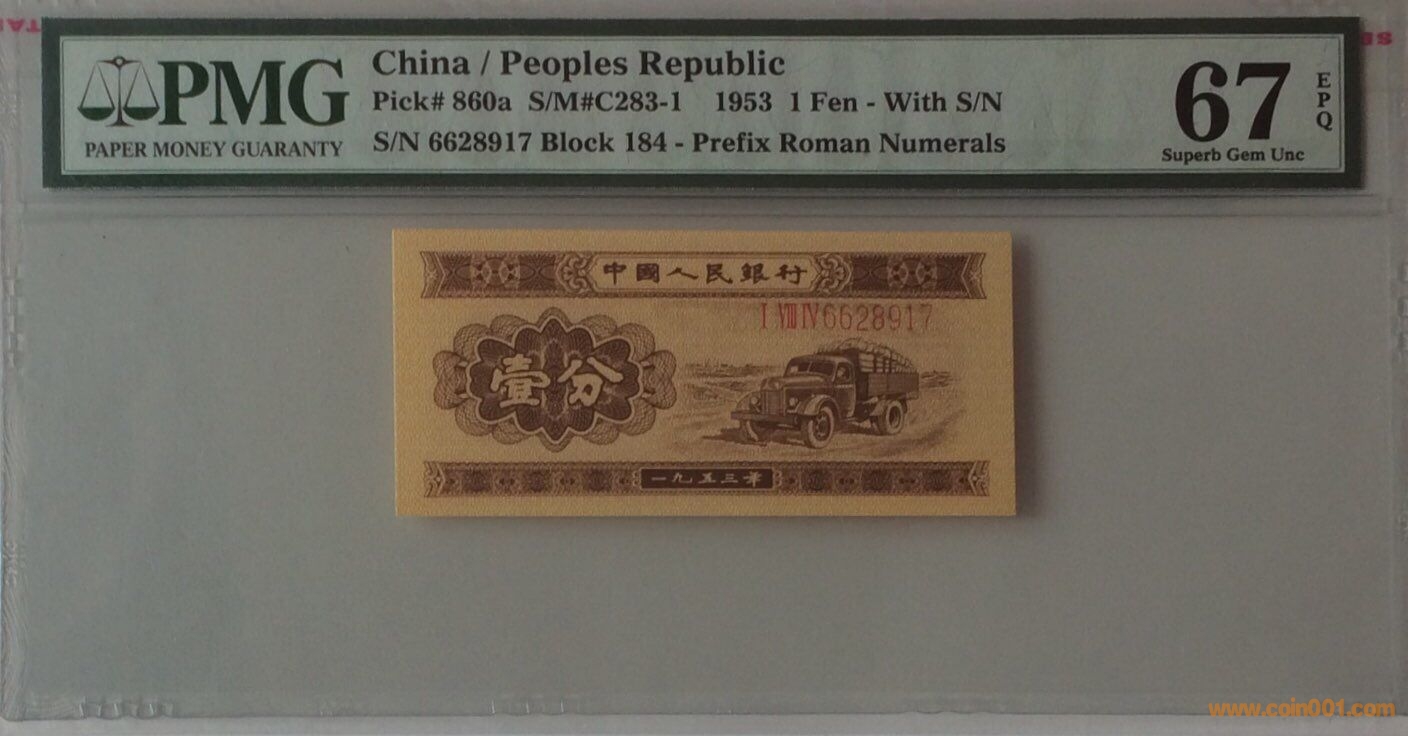 PMG
PAPER MONEY GUARANTY
China / Peoples Republic
Pick# 860a S/M#C283-1 1953 1 Fen - With S/N
S/N 6628917 Block 184 - Prefix Roman Numerals
67
EPQ
Superb Gem Unc
中國人民銀行
I VIII IV 6628917
壹分
一九五三年
www.coin001.com